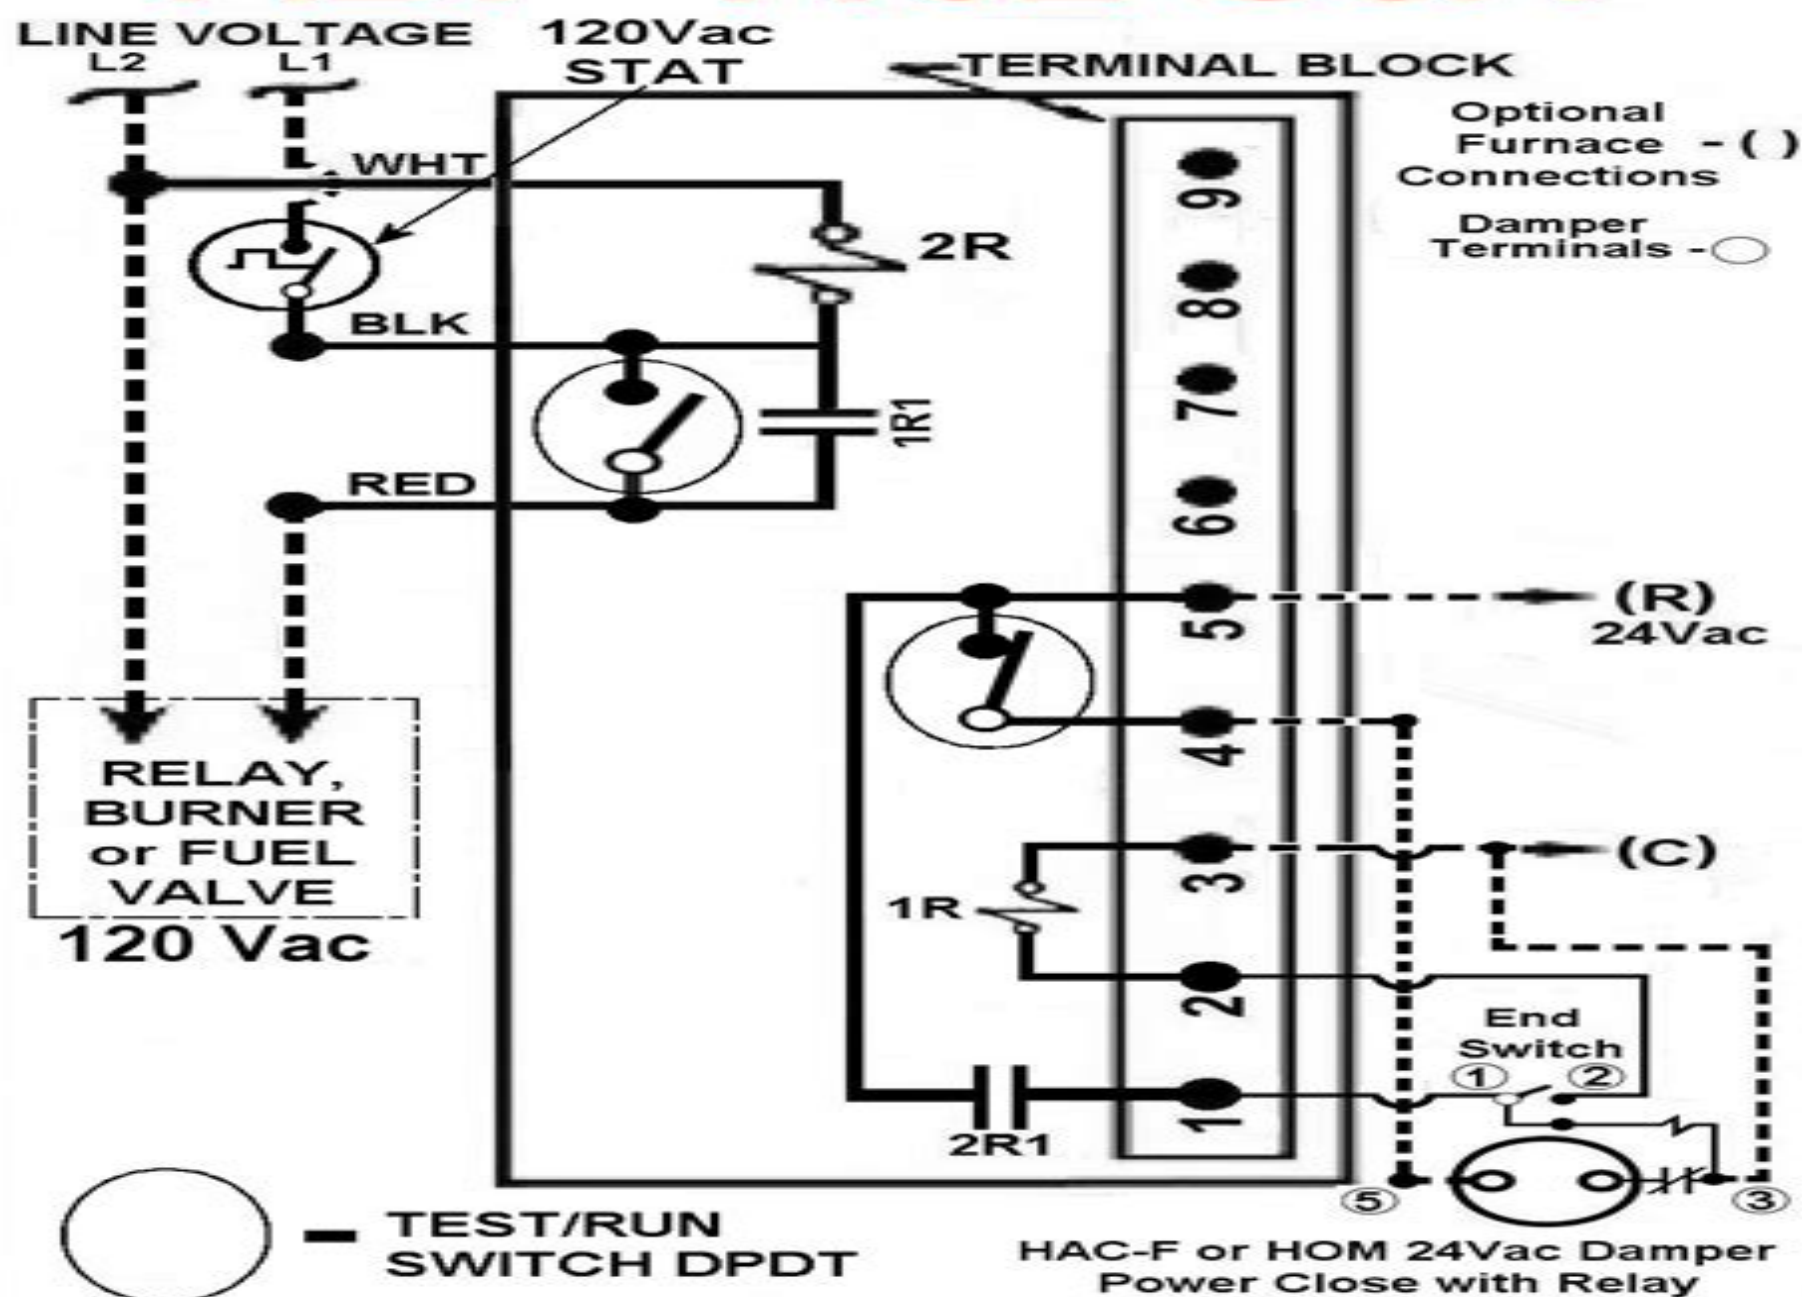 LINE VOLTAGE
L2
L1
120Vac
STAT
TERMINAL BLOCK
Optional
Furnace - ( )
Connections
Damper
Terminals -
WHT
2R
BLK
1R1
RED
9
8
7
6
5
4
3
2
1
(R)
24Vac
(C)
RELAY,
BURNER
or FUEL
VALVE
120 Vac
1R
2R1
End
Switch
1
2
5
3
TEST/RUN
SWITCH DPDT
HAC-F or HOM 24Vac Damper
Power Close with Relay